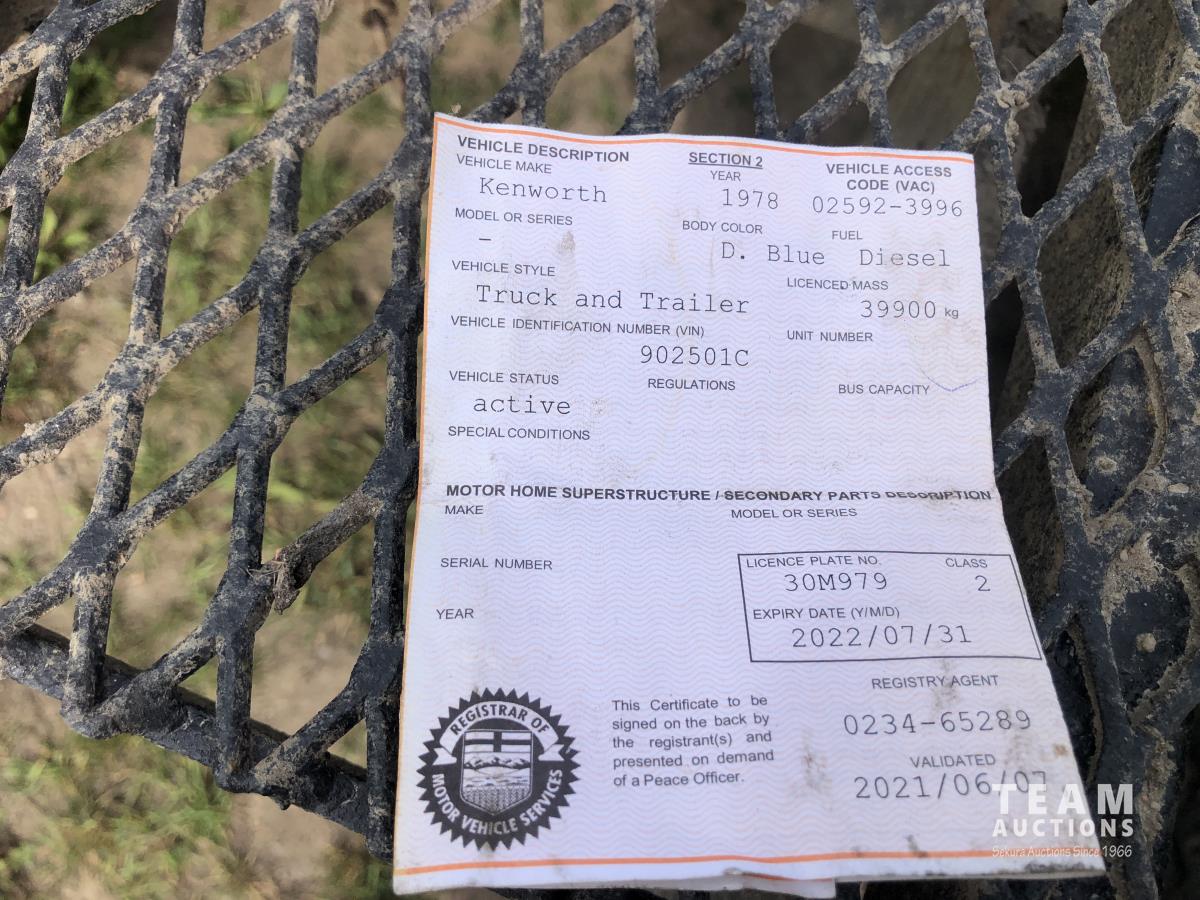 VEHICLE DESCRIPTION SECTION 2 VEHICLE ACCESS
VEHICLE MAKE YEAR CODE (VAC)
Kenworth 1978 02592-3996
MODEL OR SERIES BODY COLOR FUEL
– D. Blue Diesel
VEHICLE STYLE LICENCED MASS
Truck and Trailer 39900 kg
VEHICLE IDENTIFICATION NUMBER (VIN) UNIT NUMBER
902501C
VEHICLE STATUS REGULATIONS BUS CAPACITY
active
SPECIAL CONDITIONS
MOTOR HOME SUPERSTRUCTURE / SECONDARY PARTS DESCRIPTION
MAKE MODEL OR SERIES
SERIAL NUMBER LICENCE PLATE NO. CLASS
30M979 2
YEAR EXPIRY DATE (Y/M/D)
2022/07/31
REGISTRY AGENT
0234-65289
VALIDATED
2021/06/07
This Certificate to be
signed on the back by
the registrant(s) and
presented on demand
of a Peace Officer.
REGISTRAR OF
MOTOR VEHICLE SERVICES
TEAM
AUCTIONS
Sekura Auctions Since 1966